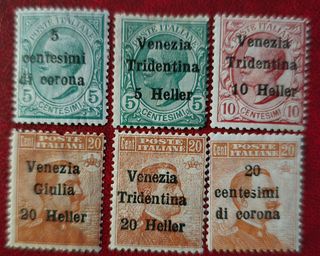 POSTE ITALIANE
5
centesimi
di corona
5 CENTESIMI 5
POSTE ITALIANE
Venezia
Tridentina
5 Heller
5 CENTESIMI 5
POSTE ITALIANE
Venezia
Tridentina
10 Heller
10 CENTESIMI 10
Cent POSTE ITALIANE 20
Venezia
Giulia
20 Heller
Cent POSTE ITALIANE 20
Venezia
Tridentina
20 Heller
Cent POSTE ITALIANE 20
20
centesimi
di corona